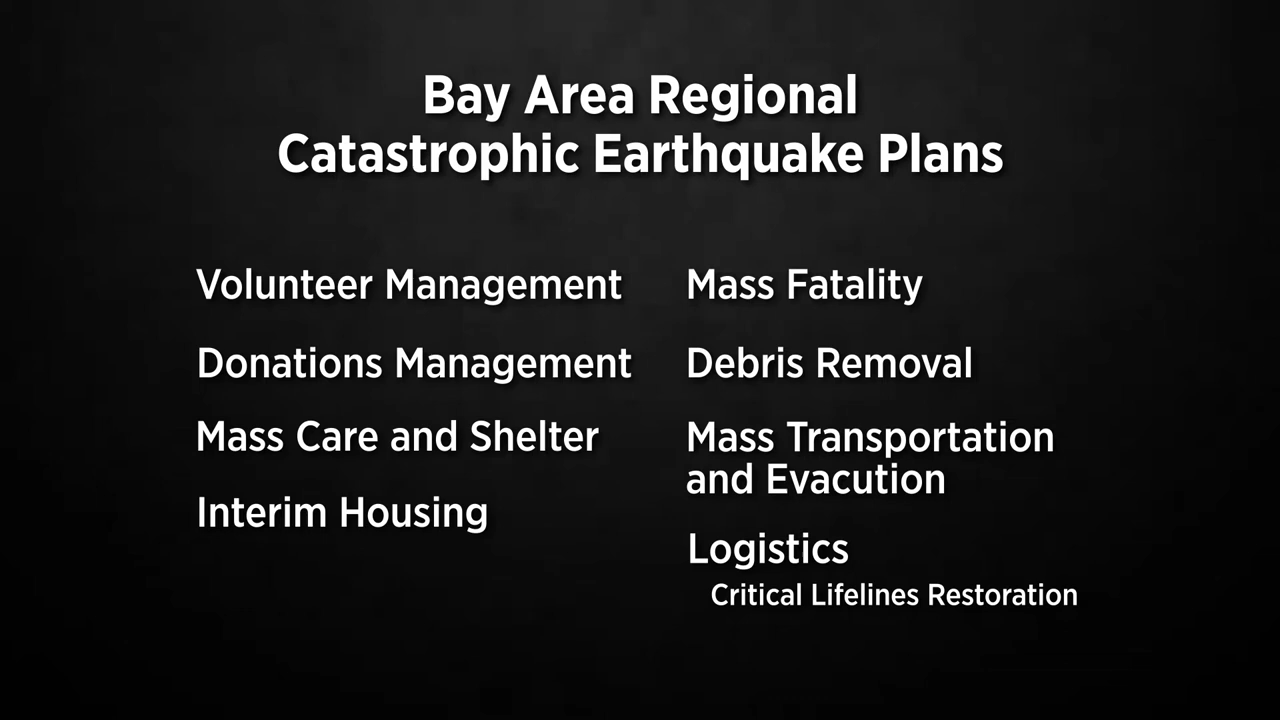 Bay Area Regional
Catastrophic Earthquake Plans
Volunteer Management
Donations Management
Mass Care and Shelter
Interim Housing
Mass Fatality
Debris Removal
Mass Transportation
and Evacution
Logistics
Critical Lifelines Restoration